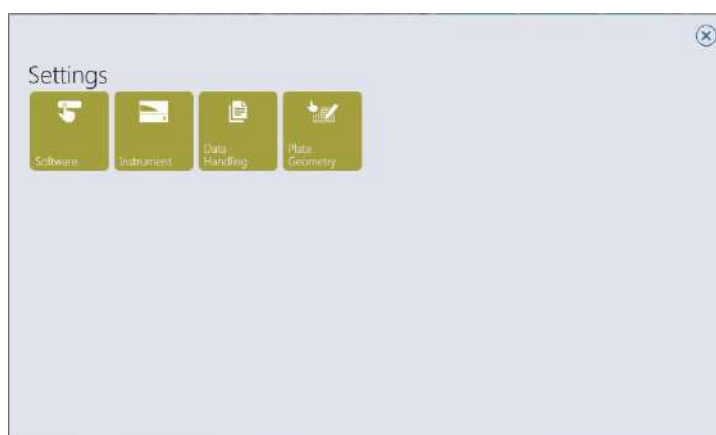 Settings
Software
Instrument
Data
Handling
Plate
Geometry